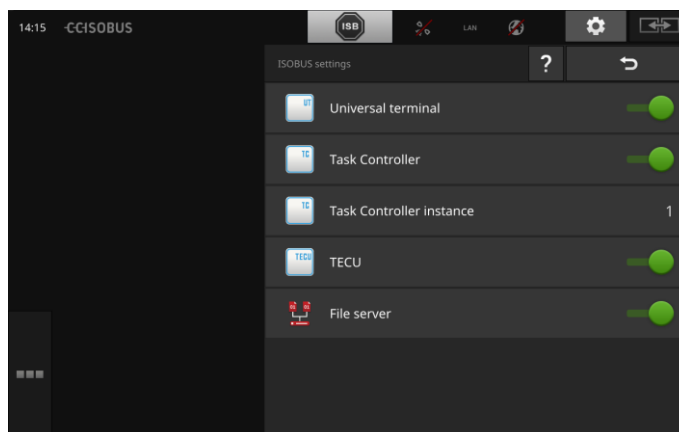 14:15 CCISOBUS ISB LAN
ISOBUS settings ?
UT Universal terminal
TC Task Controller
TC Task Controller instance 1
TECU TECU
File server